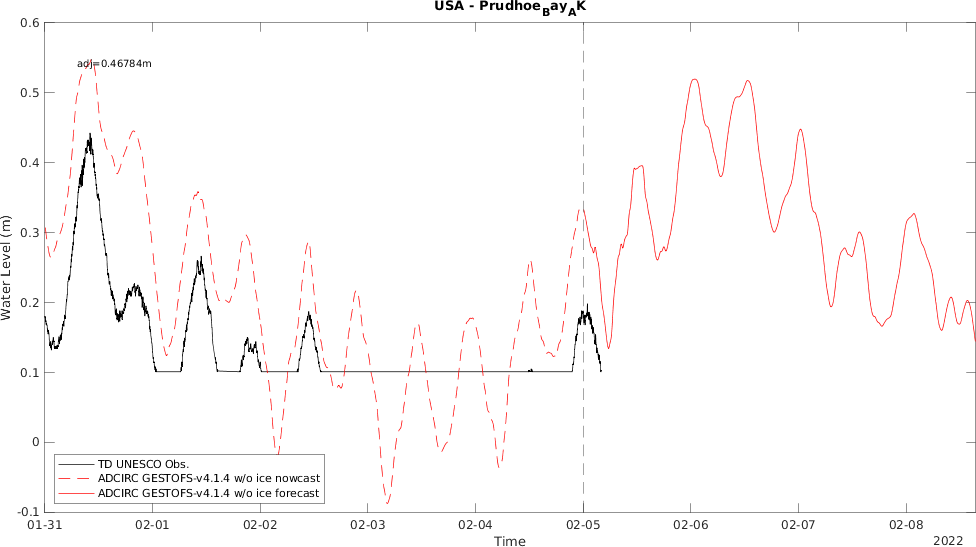 USA - PrudhoeBayAK
0.6
adj=0.46784m
0.5
0.4
0.3
0.2
0.1
0
-0.1
Water Level (m)
TD UNESCO Obs.
ADCIRC GESTOFS-v4.1.4 w/o ice nowcast
ADCIRC GESTOFS-v4.1.4 w/o ice forecast
01-31 02-01 02-02 02-03 02-04 02-05 02-06 02-07 02-08
Time
2022